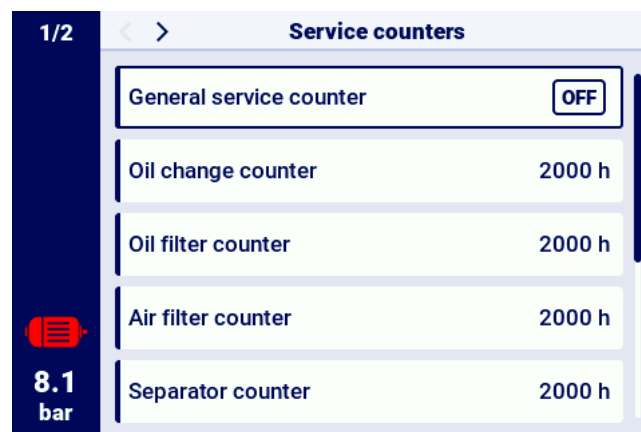 1/2
Service counters
General service counter OFF
Oil change counter 2000 h
Oil filter counter 2000 h
Air filter counter 2000 h
Separator counter 2000 h
8.1
bar